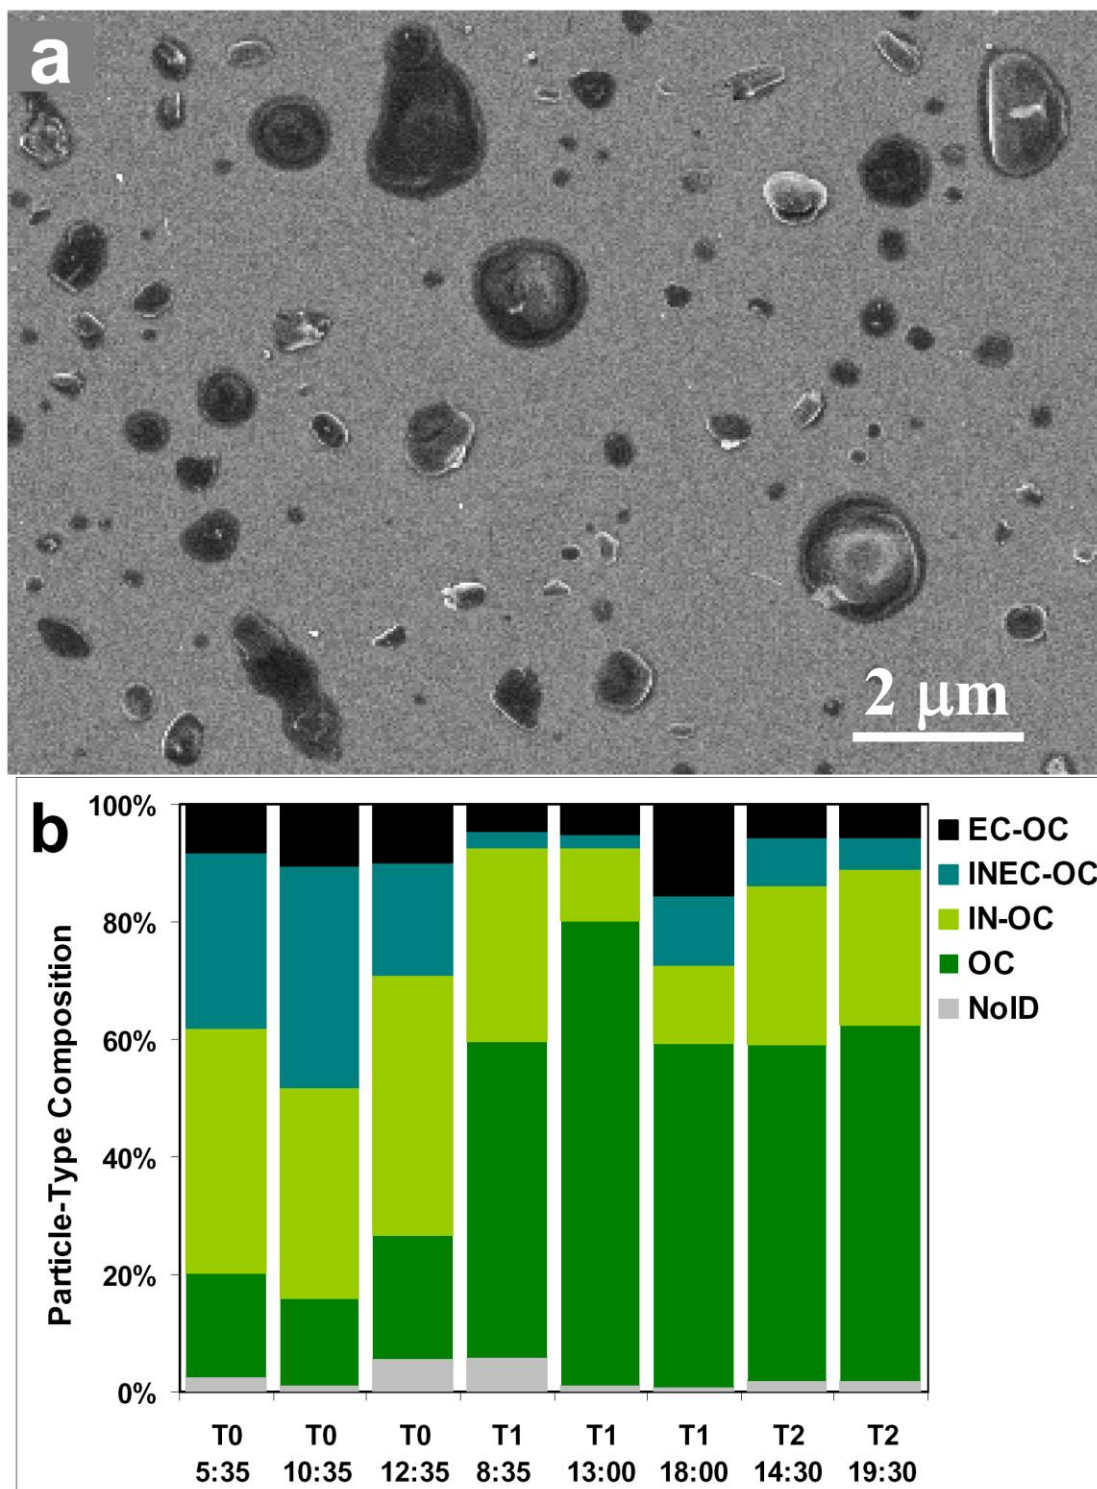 a
2 μm
b
100%
80%
60%
40%
20%
0%
Particle-Type Composition
EC-OC
INEC-OC
IN-OC
OC
NoID
T0 T0 T0 T1 T1 T1 T2 T2
5:35 10:35 12:35 8:35 13:00 18:00 14:30 19:30